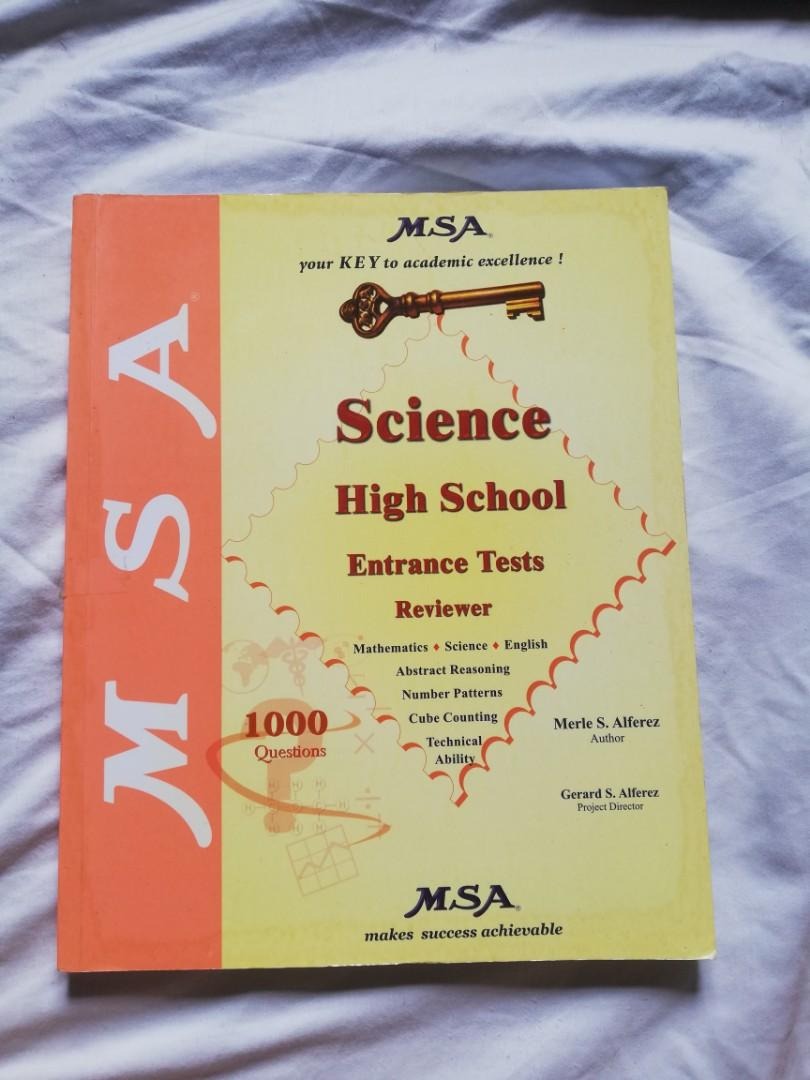 MSA®
MSA®
your KEY to academic excellence !
Science
High School
Entrance Tests
Reviewer
Mathematics ♦ Science ♦ English
Abstract Reasoning
Number Patterns
Cube Counting
Technical
Ability
1000
Questions
Merle S. Alferez
Author
Gerard S. Alferez
Project Director
MSA®
makes success achievable